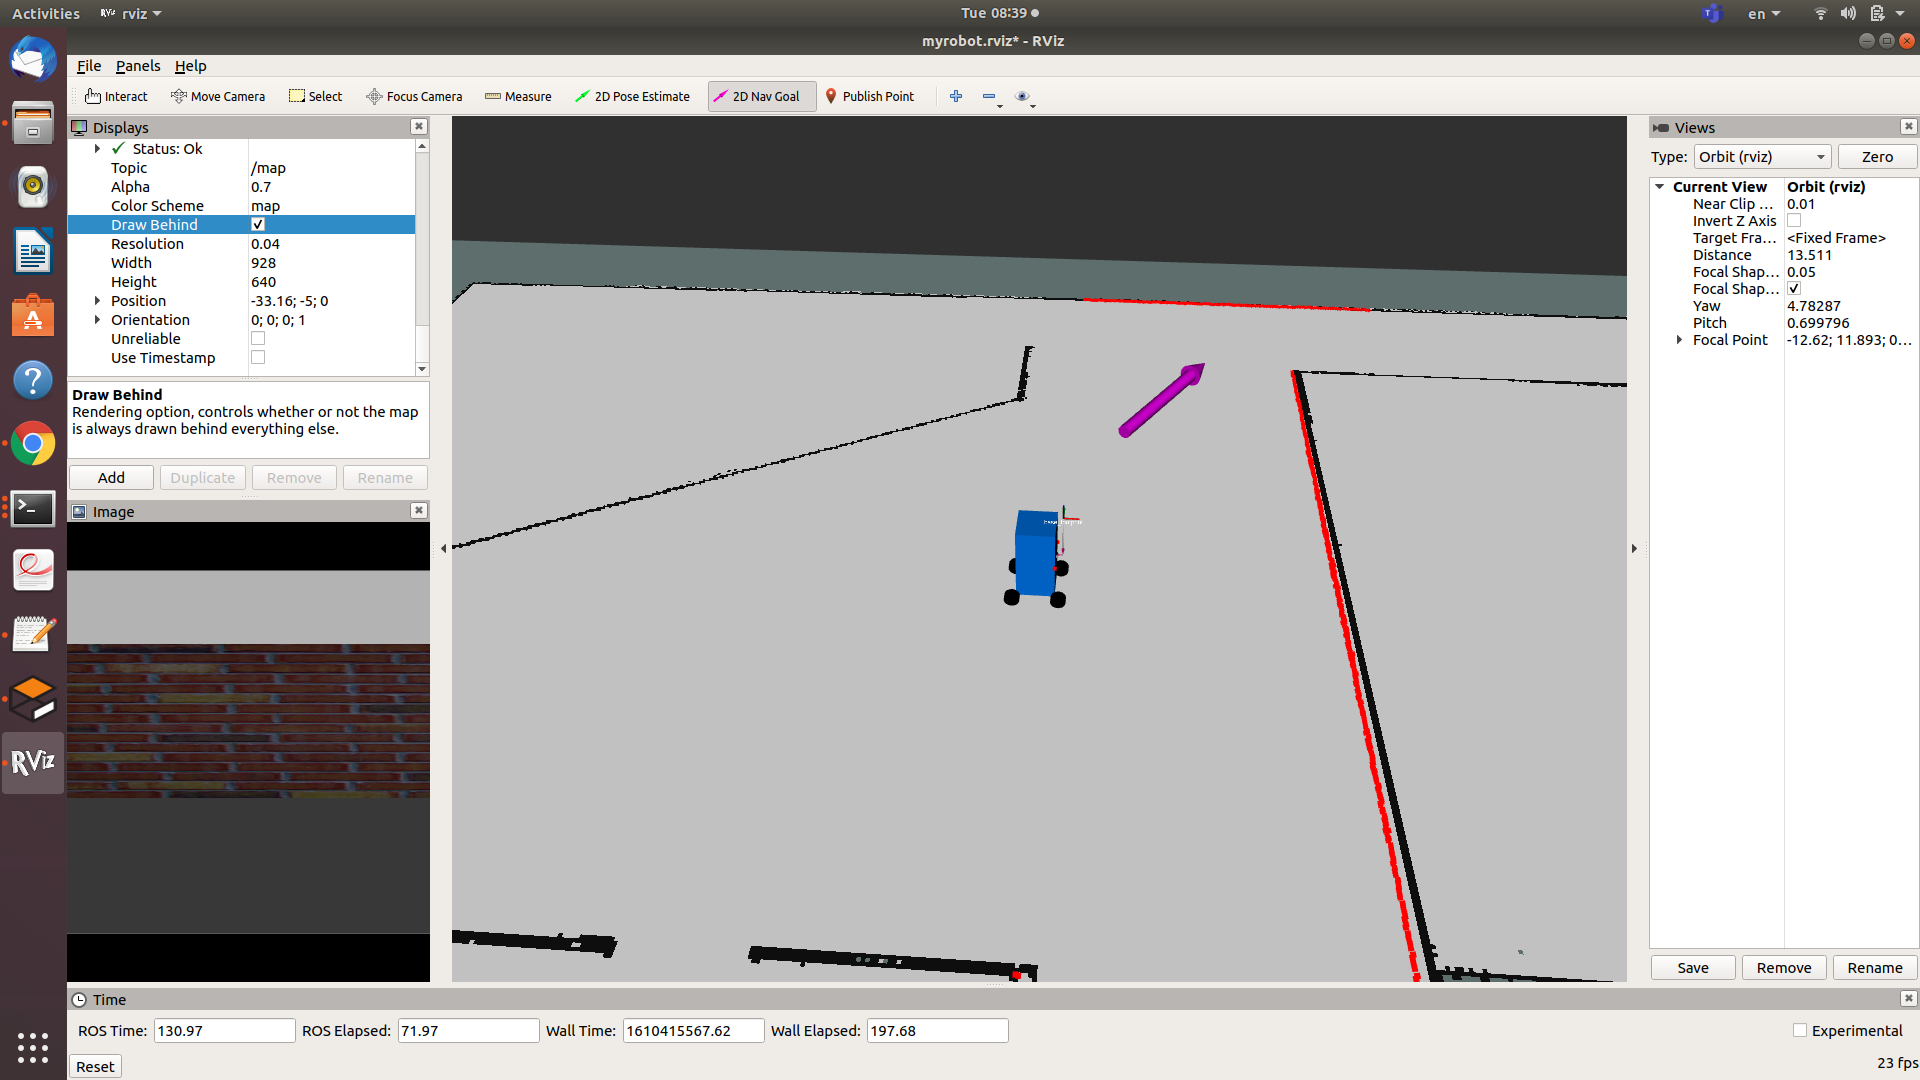 Activities RViz rviz Tue 08:39 en
myrobot.rviz* - RViz
File Panels Help
Interact Move Camera Select Focus Camera Measure 2D Pose Estimate 2D Nav Goal Publish Point
Displays
Status: Ok
Topic /map
Alpha 0.7
Color Scheme map
Draw Behind
Resolution 0.04
Width 928
Height 640
Position -33.16; -5; 0
Orientation 0; 0; 0; 1
Unreliable
Use Timestamp
Draw Behind
Rendering option, controls whether or not the map
is always drawn behind everything else.
Add Duplicate Remove Rename
Image
Views
Type: Orbit (rviz) Zero
Current View Orbit (rviz)
Near Clip ... 0.01
Invert Z Axis
Target Fra... <Fixed Frame>
Distance 13.511
Focal Shap... 0.05
Focal Shap...
Yaw 4.78287
Pitch 0.699796
Focal Point -12.62; 11.893; 0...
Save Remove Rename
RViz
Time
ROS Time: 130.97 ROS Elapsed: 71.97 Wall Time: 1610415567.62 Wall Elapsed: 197.68 Experimental
Reset 23 fps